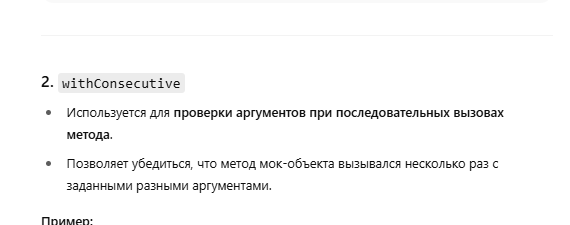 2. withConsecutive
• Используется для проверки аргументов при последовательных вызовах
метода.
• Позволяет убедиться, что метод мок-объекта вызывался несколько раз с
заданными разными аргументами.
Пример: